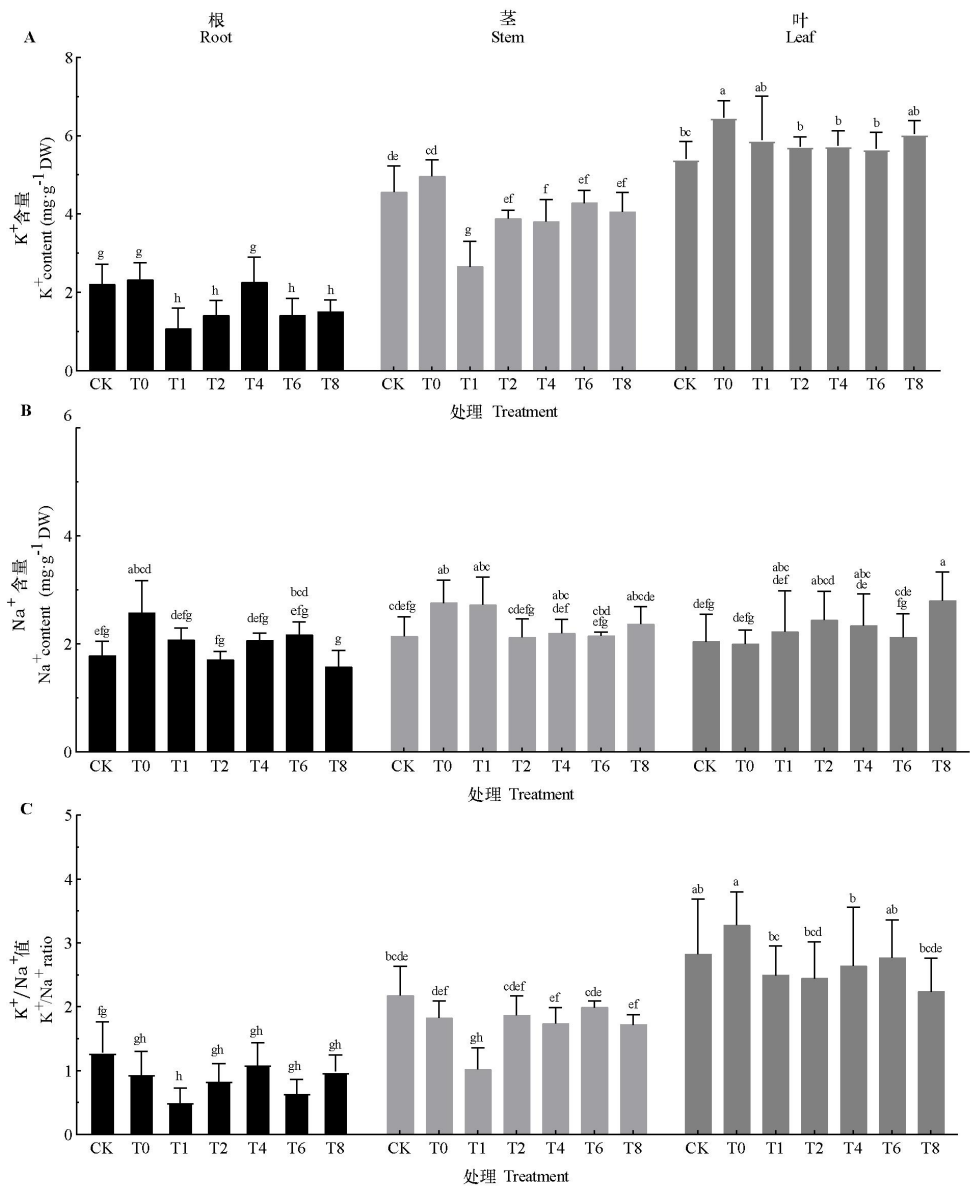 根 茎 叶
A Root Stem Leaf
K⁺含量
K⁺content (mg·g⁻¹DW)
8
6
4
2
0
g g h h g h h
de cd g ef f ef ef
bc a ab b b b ab
CK T0 T1 T2 T4 T6 T8 CK T0 T1 T2 T4 T6 T8 CK T0 T1 T2 T4 T6 T8
处理 Treatment
B
Na⁺含量
Na⁺content (mg·g⁻¹DW)
6
4
2
0
efg abcd defg fg defg bcd
efg g
cdefg ab abc cdefg abc
def cbd
efg abcde
defg defg abc
def abcd abc
de cde
fg a
CK T0 T1 T2 T4 T6 T8 CK T0 T1 T2 T4 T6 T8 CK T0 T1 T2 T4 T6 T8
处理 Treatment
C
K⁺/Na⁺值
K⁺/Na⁺ratio
5
4
3
2
1
0
fg gh h gh gh gh gh
bcde def gh cdef ef cde ef
ab a bc bcd b ab bcde
CK T0 T1 T2 T4 T6 T8 CK T0 T1 T2 T4 T6 T8 CK T0 T1 T2 T4 T6 T8
处理 Treatment